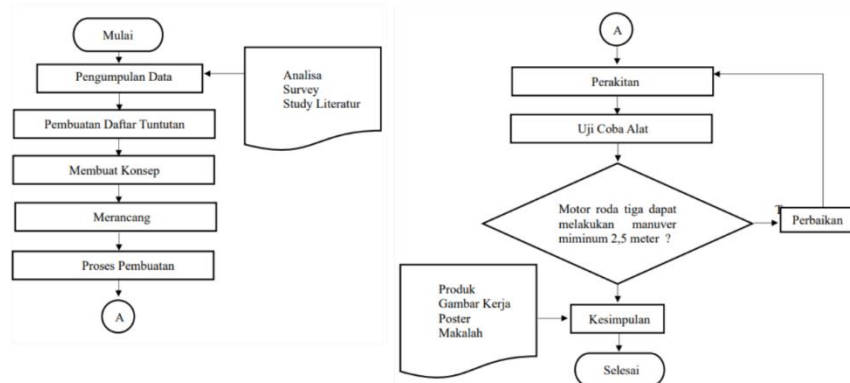 Mulai
Pengumpulan Data
Analisa
Survey
Study Literatur
Pembuatan Daftar Tuntutan
Membuat Konsep
Merancang
Proses Pembuatan
A
A
Perakitan
Uji Coba Alat
Motor roda tiga dapat
melakukan manuver
miminum 2,5 meter ?
T
Perbaikan
Produk
Gambar Kerja
Poster
Makalah
Kesimpulan
Selesai